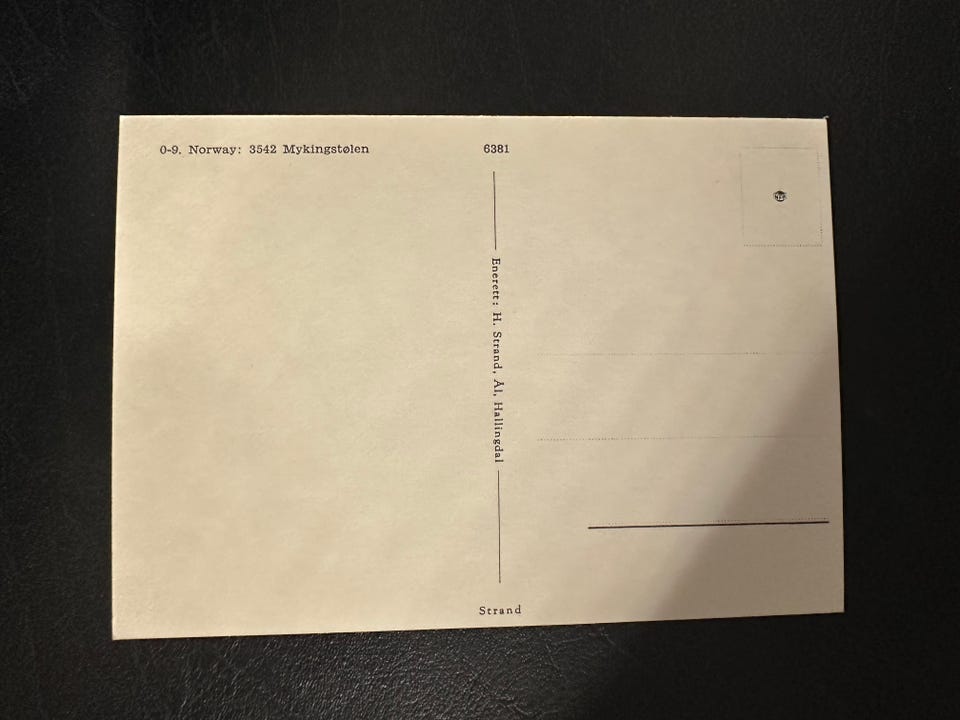 0-9. Norway: 3542 Mykingstølen
6381
Enerett: H. Strand, Ål, Hallingdal
Strand